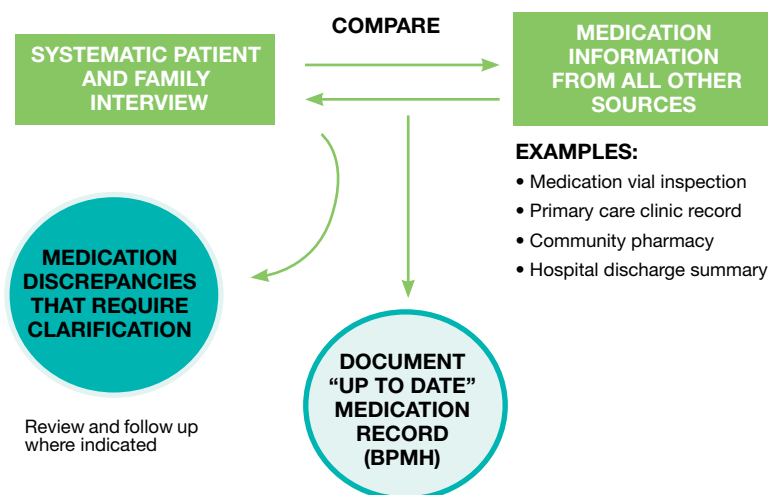 COMPARE
SYSTEMATIC PATIENT
AND FAMILY
INTERVIEW
MEDICATION
INFORMATION
FROM ALL OTHER
SOURCES
EXAMPLES:
• Medication vial inspection
• Primary care clinic record
• Community pharmacy
• Hospital discharge summary
MEDICATION
DISCREPANCIES
THAT REQUIRE
CLARIFICATION
Review and follow up
where indicated
DOCUMENT
“UP TO DATE”
MEDICATION
RECORD
(BPMH)